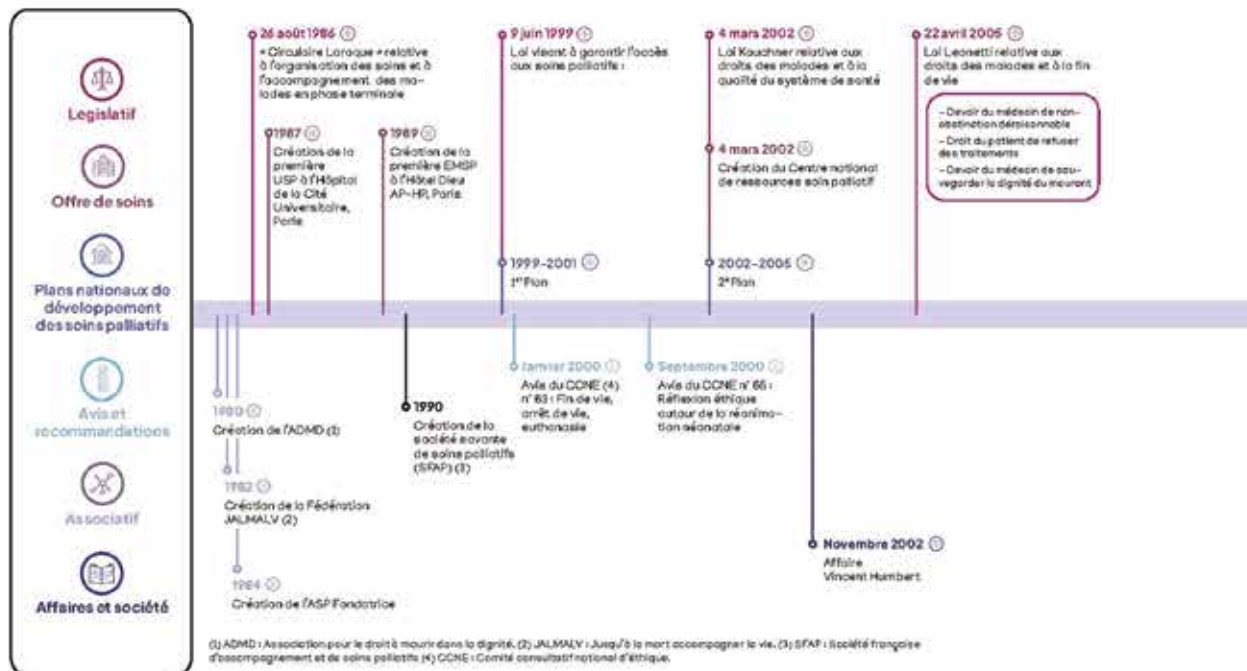 Législatif
Offre de soins
Plans nationaux de
développement
des soins palliatifs
Avis et
recommandations
Associatif
Affaires et société
26 août 1986
« Circulaire Laroque » relative
à l'organisation des soins et à
l'accompagnement des ma-
lades en phase terminale
1987
Création de la
première
USP à l'Hôpital
de la Cité
Universitaire,
Paris
1989
Création de la
première EMSP
à l'Hôtel Dieu
AP-HP, Paris.
9 juin 1999
Loi visant à garantir l'accès
aux soins palliatifs :
1999-2001
1er Plan
4 mars 2002
Loi Kouchner relative aux
droits des malades et à la
qualité du système de santé
4 mars 2002
Création du Centre national
de ressources soin palliatif
2002-2005
2e Plan
22 avril 2005
Loi Leonetti relative aux
droits des malades et à la fin
de vie
- Devoir du médecin de non-
obstination déraisonnable
- Droit du patient de refuser
des traitements
- Devoir du médecin de sau-
vegarder la dignité du mourant
1980
Création de l'ADMD (1)
1982
Création de la Fédération
JALMALV (2)
1984
Création de l'ASP Fondatrice
1990
Création de la
société savante
de soins palliatifs
(SFAP) (3)
Janvier 2000
Avis du CCNE (4)
n° 63 : Fin de vie,
arrêt de vie,
euthanasie
Septembre 2000
Avis du CCNE n° 65 :
Réflexion éthique
autour de la réanima-
tion néonatale
Novembre 2002
Affaire
Vincent Humbert
(1) ADMD : Association pour le droit à mourir dans la dignité. (2) JALMALV : Jusqu'à la mort accompagner la vie. (3) SFAP : Société française
d'accompagnement et de soins palliatifs (4) CCNE : Comité consultatif national d'éthique.